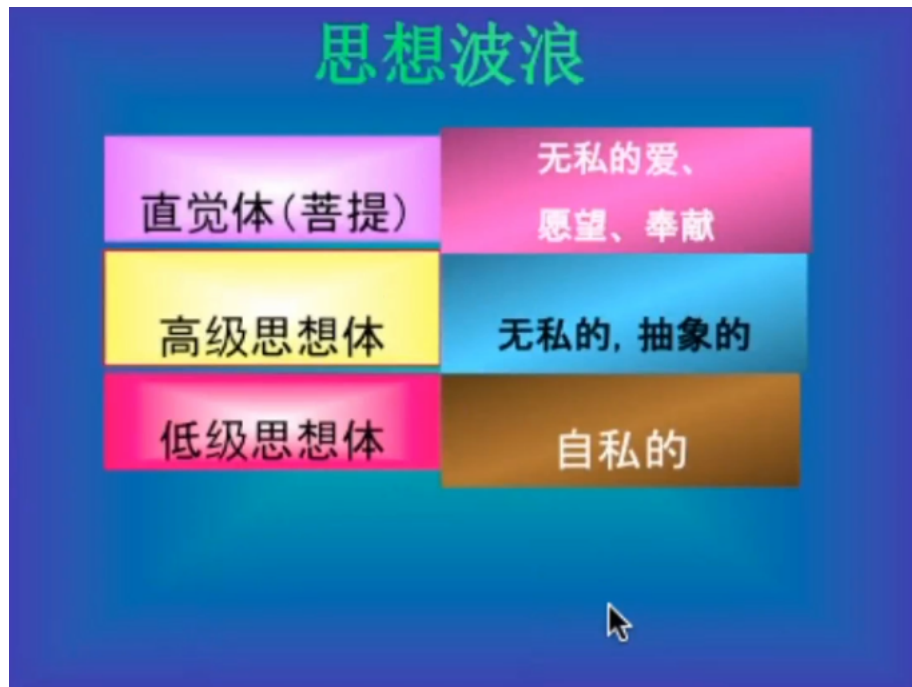 思想波浪
直觉体(菩提)
无私的爱、
愿望、奉献
高级思想体
无私的, 抽象的
低级思想体
自私的